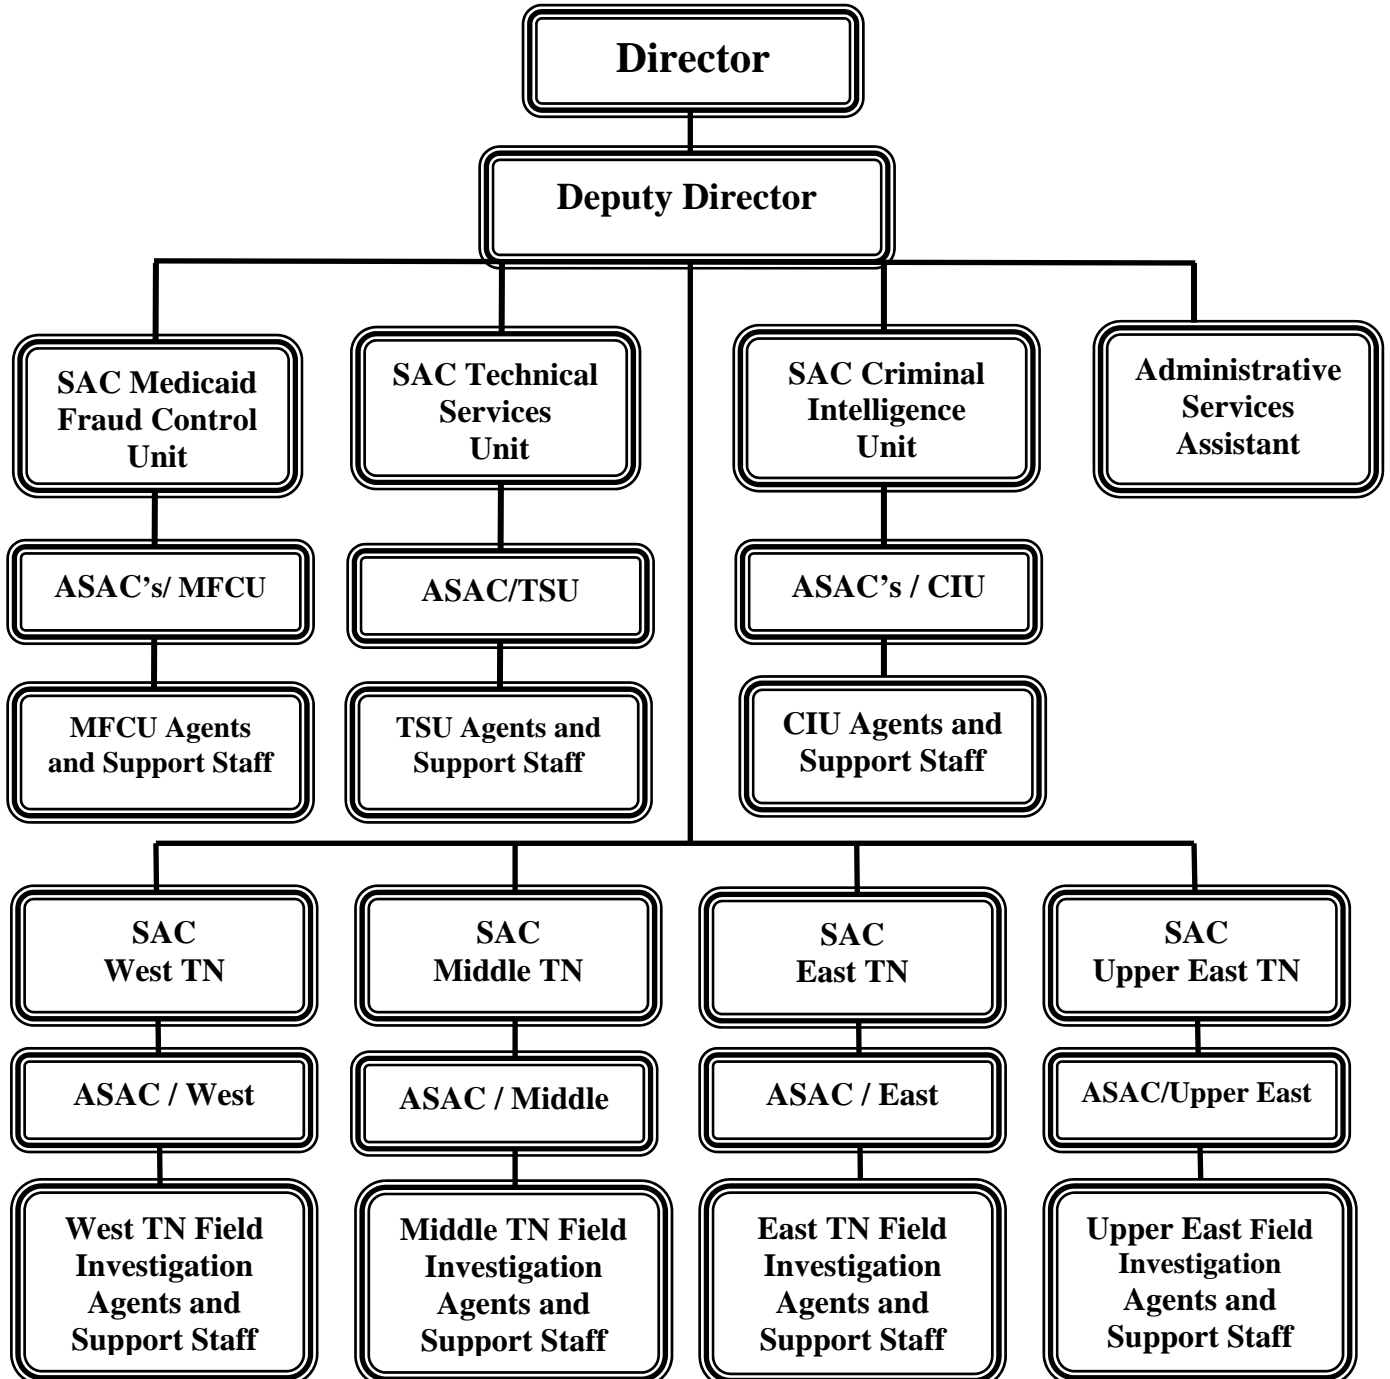 Director
Deputy Director
SAC Medicaid
Fraud Control
Unit
SAC Technical
Services
Unit
SAC Criminal
Intelligence
Unit
Administrative
Services
Assistant
ASAC’s/ MFCU
ASAC/TSU
ASAC’s / CIU
MFCU Agents
and Support Staff
TSU Agents and
Support Staff
CIU Agents and
Support Staff
SAC
West TN
SAC
Middle TN
SAC
East TN
SAC
Upper East TN
ASAC / West
ASAC / Middle
ASAC / East
ASAC/Upper East
West TN Field
Investigation
Agents and
Support Staff
Middle TN Field
Investigation
Agents and
Support Staff
East TN Field
Investigation
Agents and
Support Staff
Upper East Field
Investigation
Agents and
Support Staff